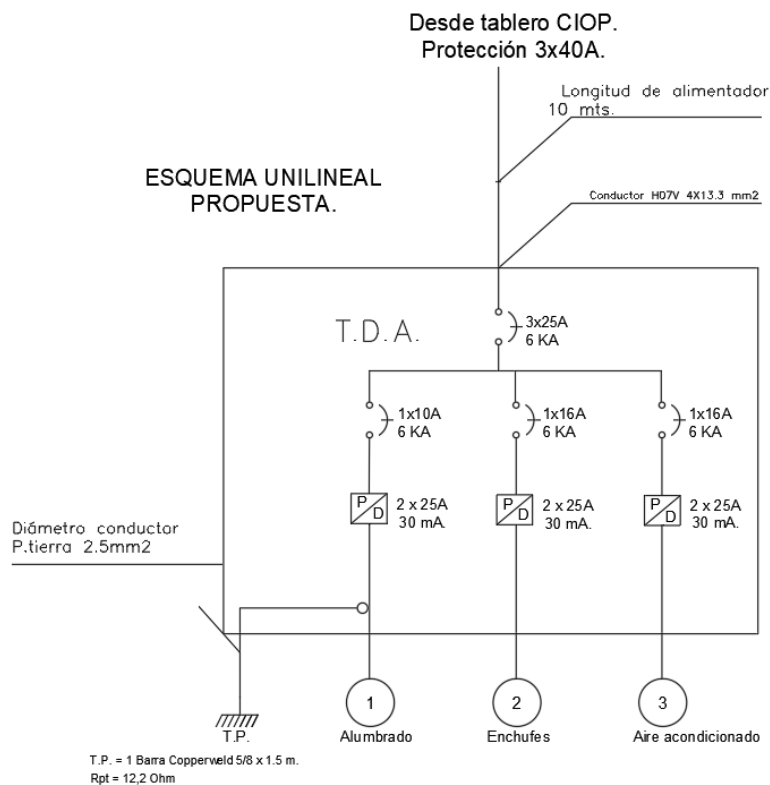 Desde tablero CIOP.
Protección 3x40A.
Longitud de alimentador
10 mts.
ESQUEMA UNILINEAL
PROPUESTA.
Conductor H07V 4X13.3 mm2
T.D.A.
3x25A
6 KA
1x10A
6 KA
1x16A
6 KA
1x16A
6 KA
P
D
2 x 25A
30 mA.
P
D
2 x 25A
30 mA.
P
D
2 x 25A
30 mA.
Diámetro conductor
P.tierra 2.5mm2
1
2
3
T.P.
Alumbrado
Enchufes
Aire acondicionado
T.P. = 1 Barra Copperweld 5/8 x 1.5 m.
Rpt = 12,2 Ohm